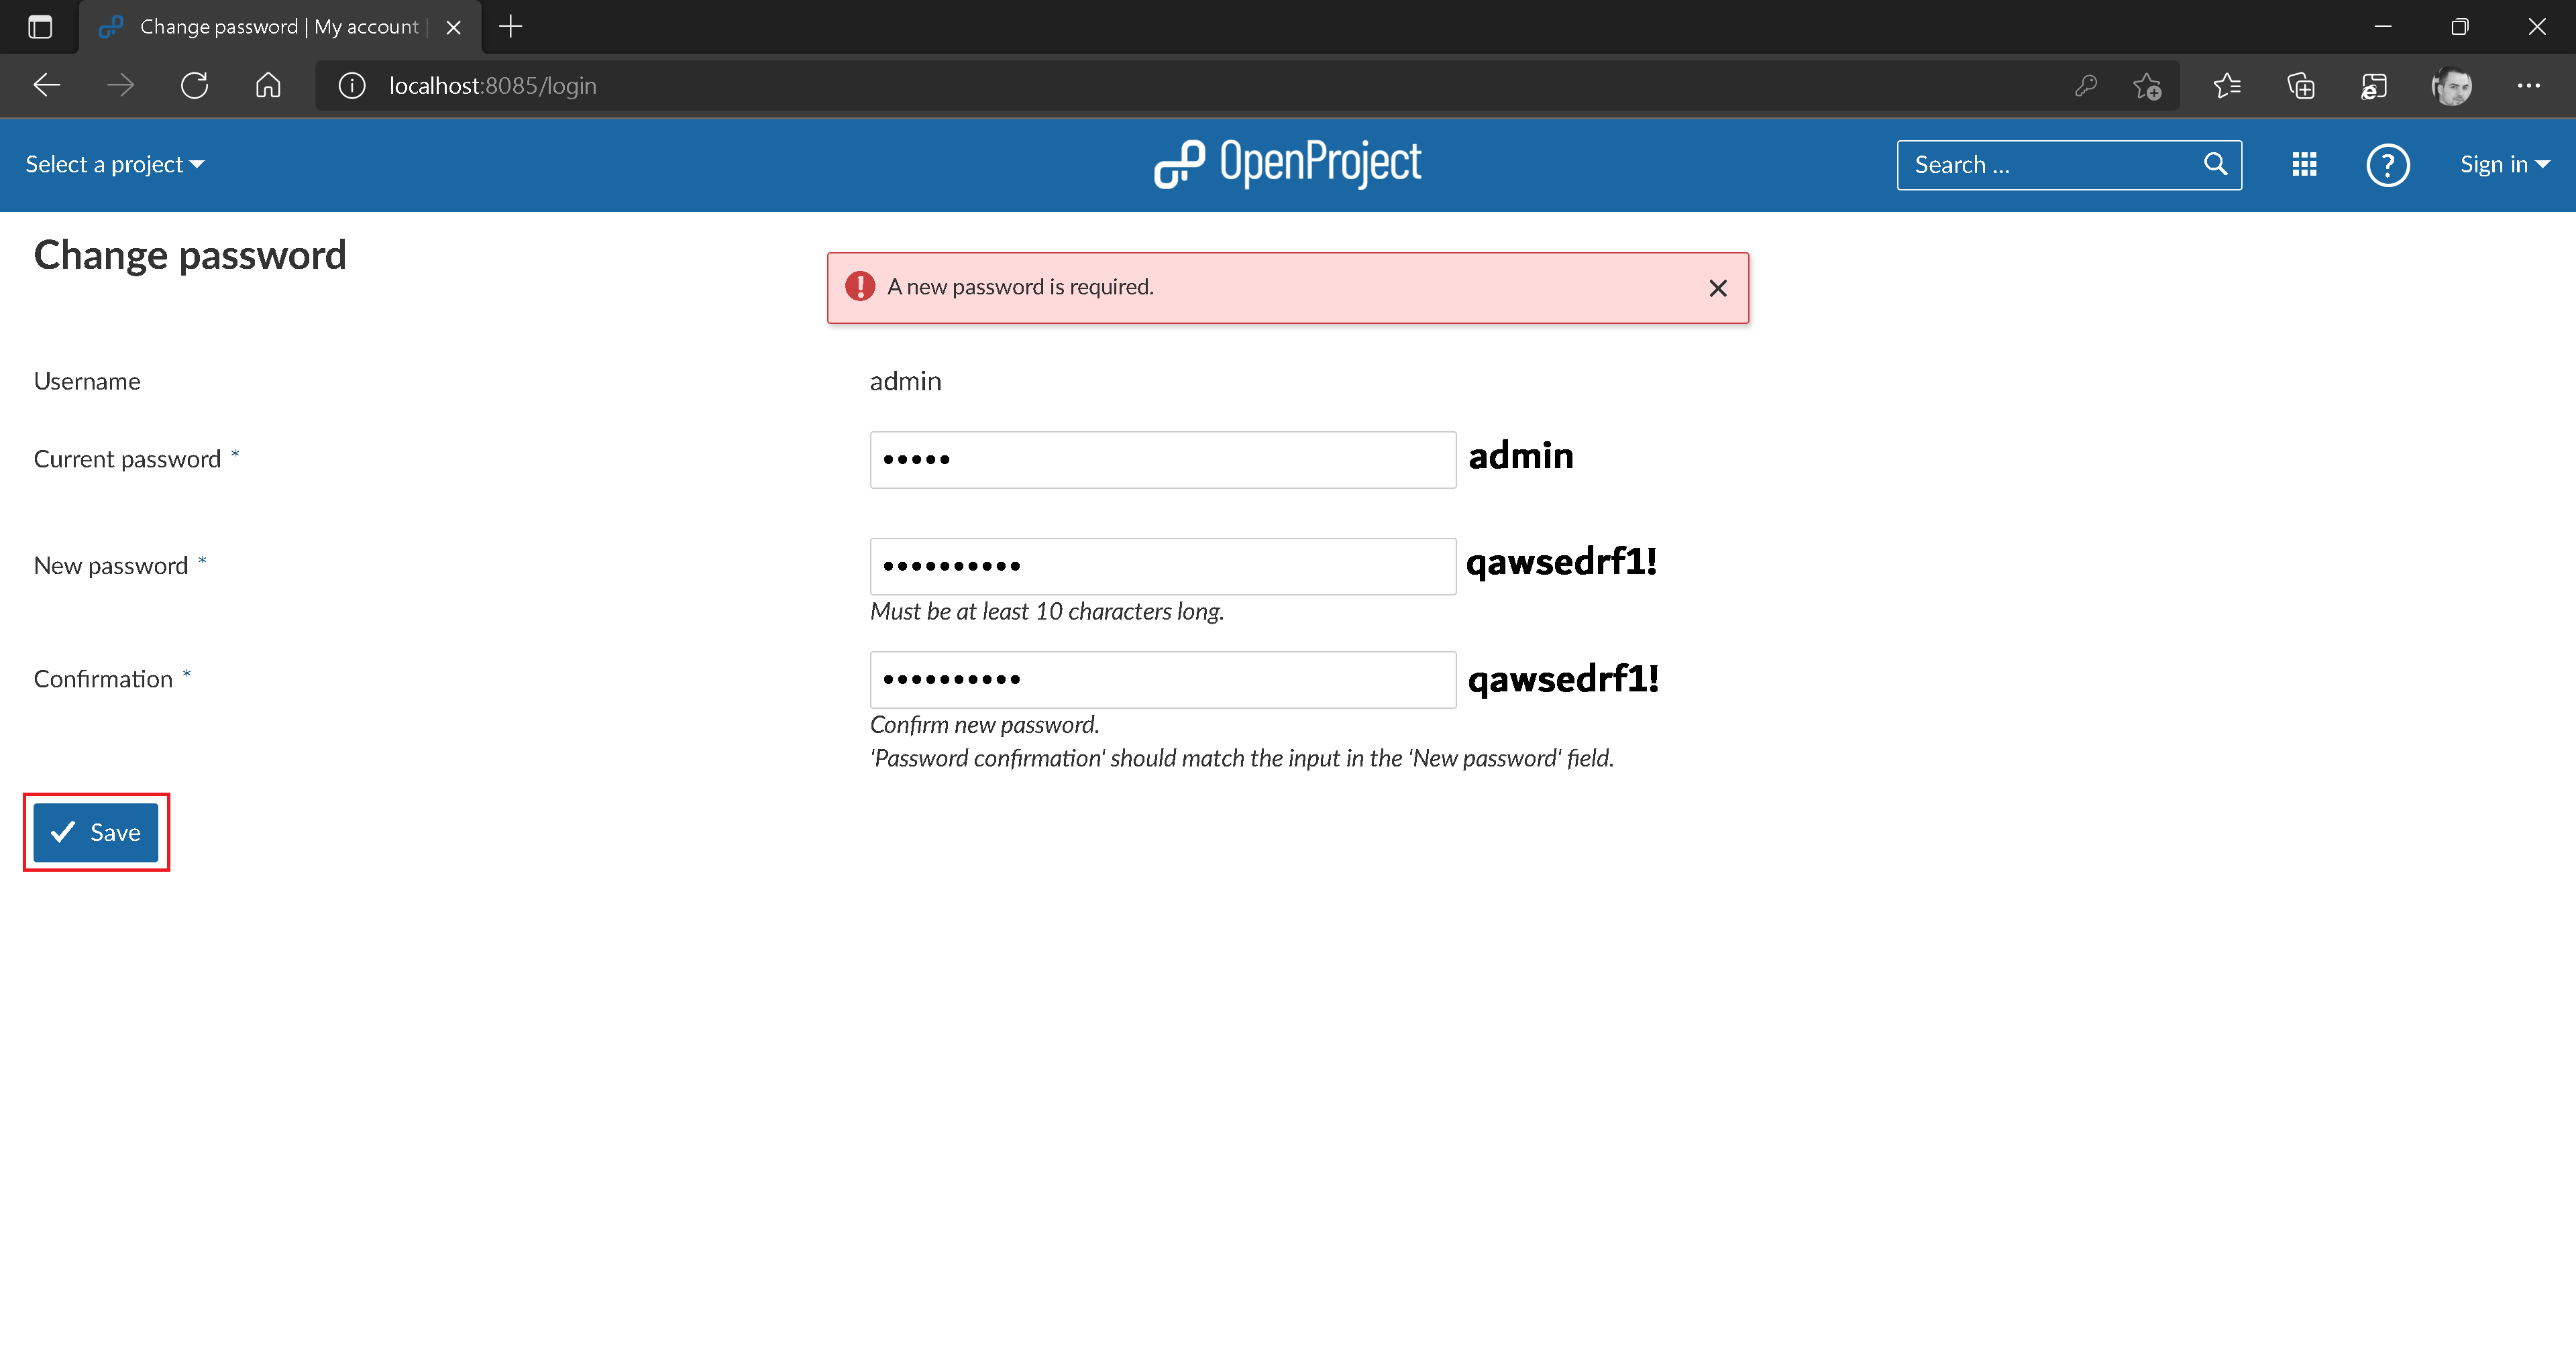 Change password | My account
localhost:8085/login
Select a project
OpenProject
Search ...
?
Sign in
Change password
A new password is required.
Username
admin
Current password *
•••••
admin
New password *
••••••••••
qawsedrf1!
Must be at least 10 characters long.
Confirmation *
••••••••••
qawsedrf1!
Confirm new password.
'Password confirmation' should match the input in the 'New password' field.
Save